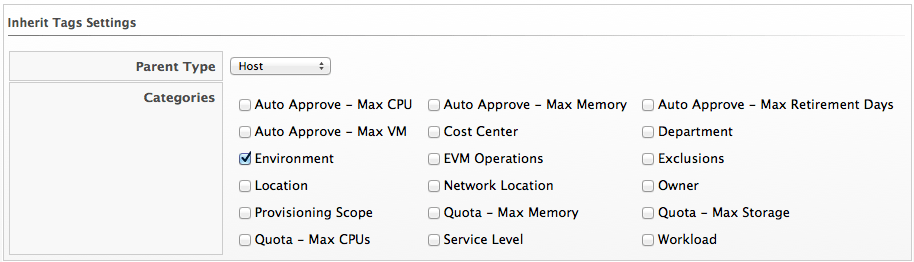 Inherit Tags Settings
Parent Type Host
Categories
Auto Approve - Max CPU Auto Approve - Max Memory Auto Approve - Max Retirement Days
Auto Approve - Max VM Cost Center Department
Environment EVM Operations Exclusions
Location Network Location Owner
Provisioning Scope Quota - Max Memory Quota - Max Storage
Quota - Max CPUs Service Level Workload